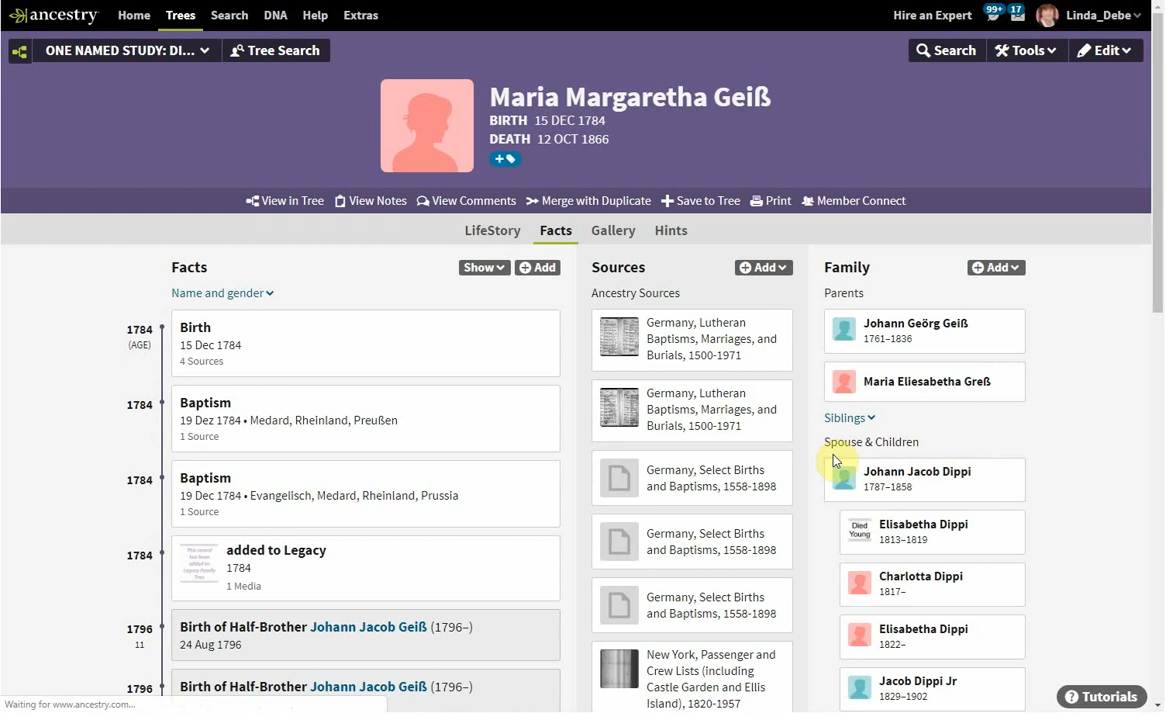 ancestry
Home Trees Search DNA Help Extras
Hire an Expert 99+ 17 Linda_Debe
ONE NAMED STUDY: DI... Tree Search
Search Tools Edit
Maria Margaretha Geiß
BIRTH 15 DEC 1784
DEATH 12 OCT 1866
View in Tree View Notes View Comments Merge with Duplicate Save to Tree Print Member Connect
LifeStory Facts Gallery Hints
Facts Show Add
Name and gender
1784
(AGE)
Birth
15 Dec 1784
4 Sources
1784
Baptism
19 Dez 1784 • Medard, Rheinland, Preußen
1 Source
1784
Baptism
19 Dec 1784 • Evangelisch, Medard, Rheinland, Prussia
1 Source
1784
This record
has been
added to
Legacy Family
Tree
added to Legacy
1784
1 Media
1796
11
Birth of Half-Brother Johann Jacob Geiß (1796–)
24 Aug 1796
1796
Birth of Half-Brother Johann Jacob Geiß (1796–)
Sources Add
Ancestry Sources
Germany, Lutheran
Baptisms, Marriages, and
Burials, 1500-1971
Germany, Lutheran
Baptisms, Marriages, and
Burials, 1500-1971
Germany, Select Births
and Baptisms, 1558-1898
Germany, Select Births
and Baptisms, 1558-1898
Germany, Select Births
and Baptisms, 1558-1898
New York, Passenger and
Crew Lists (including
Castle Garden and Ellis
Island), 1820-1957
Family Add
Parents
Johann Geörg Geiß
1761–1836
Maria Eliesabetha Greß
Siblings
Spouse & Children
Johann Jacob Dippi
1787–1858
Died
Young
Elisabetha Dippi
1813–1819
Charlotta Dippi
1817–
Elisabetha Dippi
1822–
Jacob Dippi Jr
1829–1902
Tutorials
Waiting for www.ancestry.com...